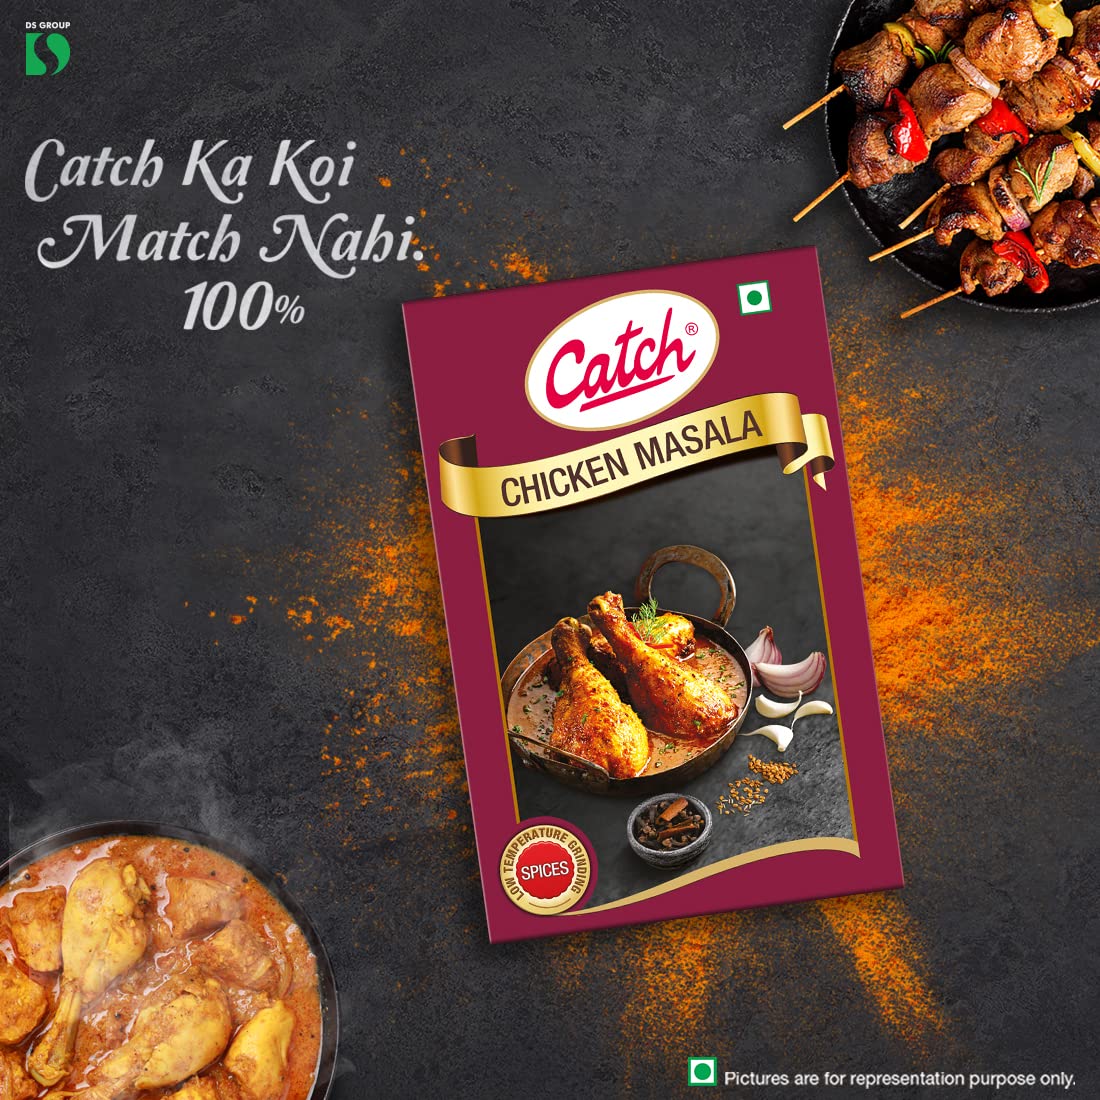 DS GROUP
Catch Ka Koi
Match Nahi.
100%
Catch®
CHICKEN MASALA
LOW TEMPERATURE GRINDING
SPICES
Pictures are for representation purpose only.